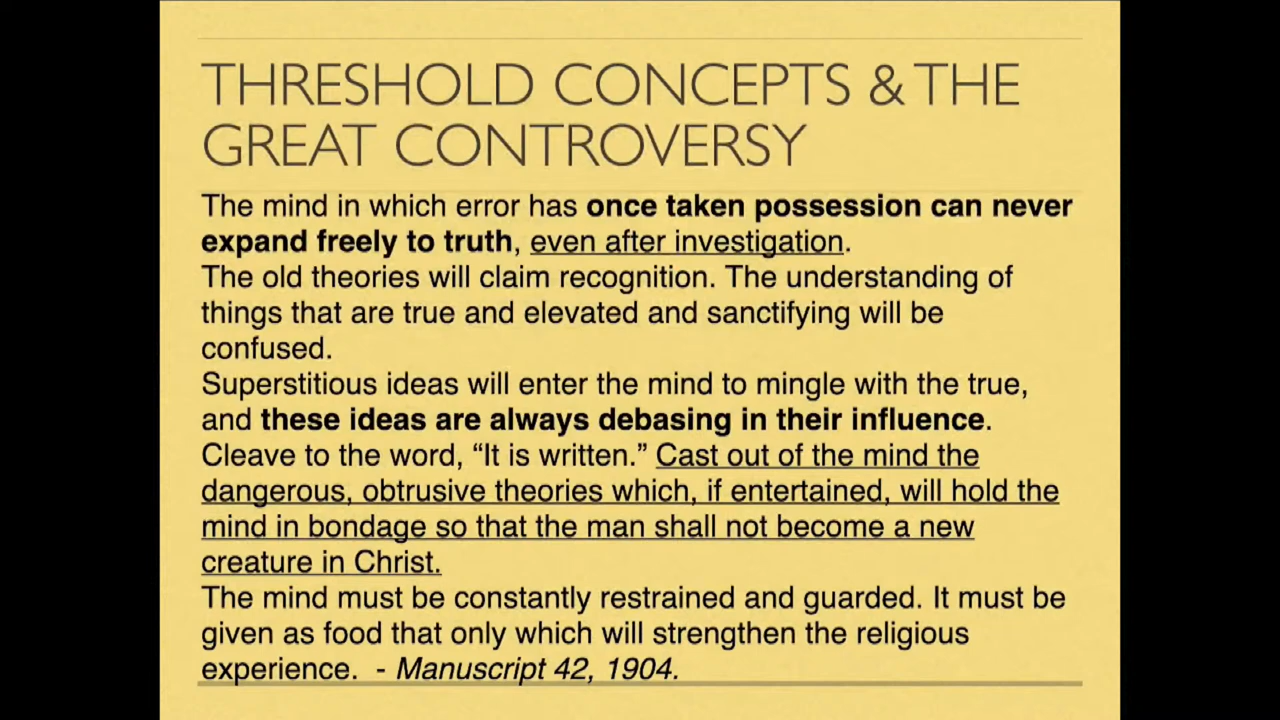 THRESHOLD CONCEPTS & THE
GREAT CONTROVERSY
The mind in which error has once taken possession can never
expand freely to truth, even after investigation.
The old theories will claim recognition. The understanding of
things that are true and elevated and sanctifying will be
confused.
Superstitious ideas will enter the mind to mingle with the true,
and these ideas are always debasing in their influence.
Cleave to the word, “It is written.” Cast out of the mind the
dangerous, obtrusive theories which, if entertained, will hold the
mind in bondage so that the man shall not become a new
creature in Christ.
The mind must be constantly restrained and guarded. It must be
given as food that only which will strengthen the religious
experience.  - Manuscript 42, 1904.